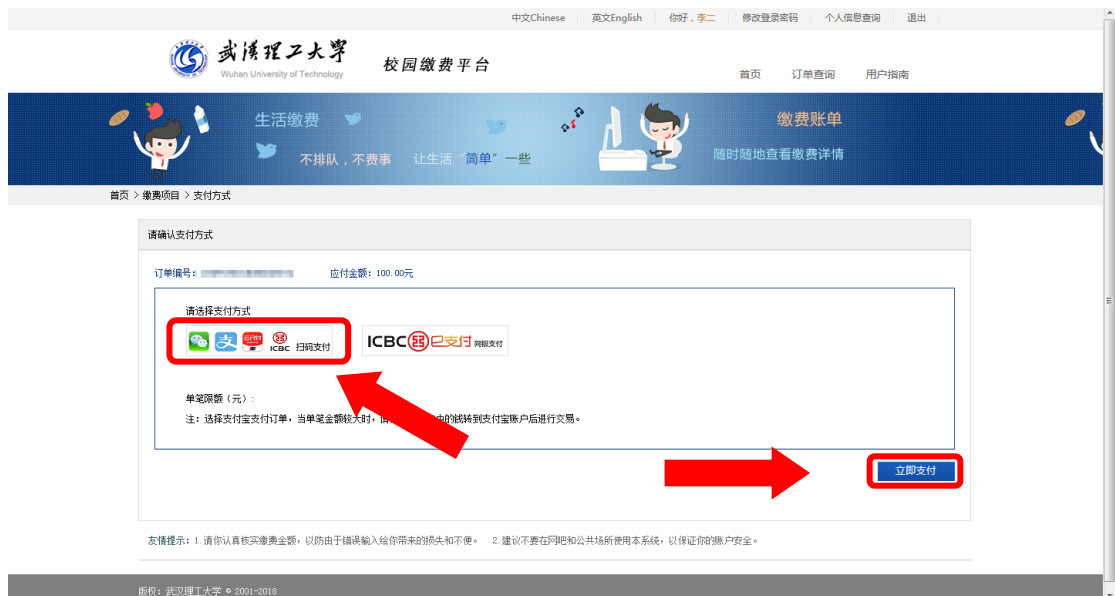 中文Chinese 英文English 你好，李二 修改登录密码 个人信息查询 退出
武汉理工大学
Wuhan University of Technology
校园缴费平台
首页 订单查询 用户指南
生活缴费
不排队，不费事 让生活“简单”一些
缴费账单
随时随地查看缴费详情
首页 > 缴费项目 > 支付方式
请确认支付方式
订单编号： 应付金额：100.00元
请选择支付方式
支 ICBC 扫码支付 ICBC 已支付 网银支付
单笔限额（元）：
注：选择支付宝支付订单，当单笔金额较大时，中的钱转到支付宝账户后进行交易。
立即支付
友情提示：1.请你认真核实缴费金额，以防由于错误输入给你带来的损失和不便。 2.建议不要在网吧和公共场所使用本系统，以保证你的账户安全。
版权：武汉理工大学 © 2001-2018